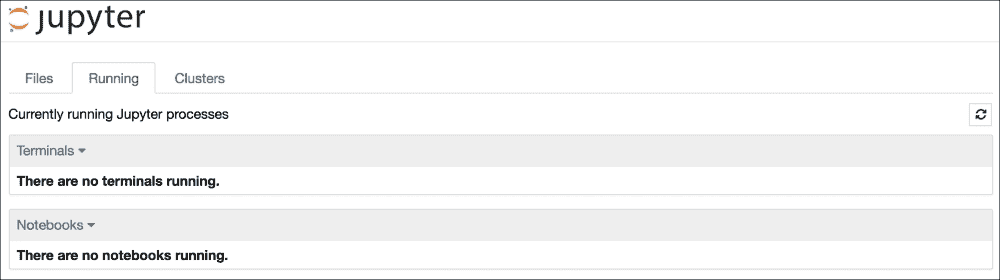 jupyter
Files Running Clusters
Currently running Jupyter processes
Terminals
There are no terminals running.
Notebooks
There are no notebooks running.